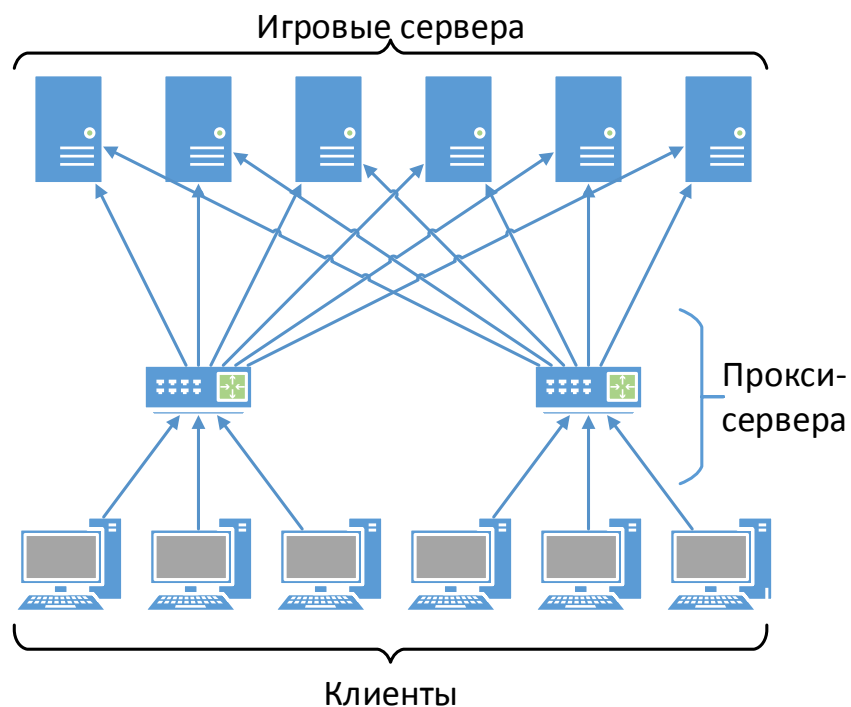 Игровые сервера
Прокси-
сервера
Клиенты